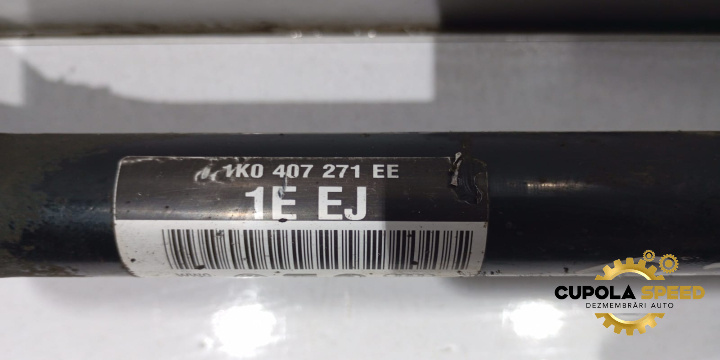 1K0 407 271 EE
1E EJ
CUPOLA SPEED
DEZMEMBRĂRI AUTO